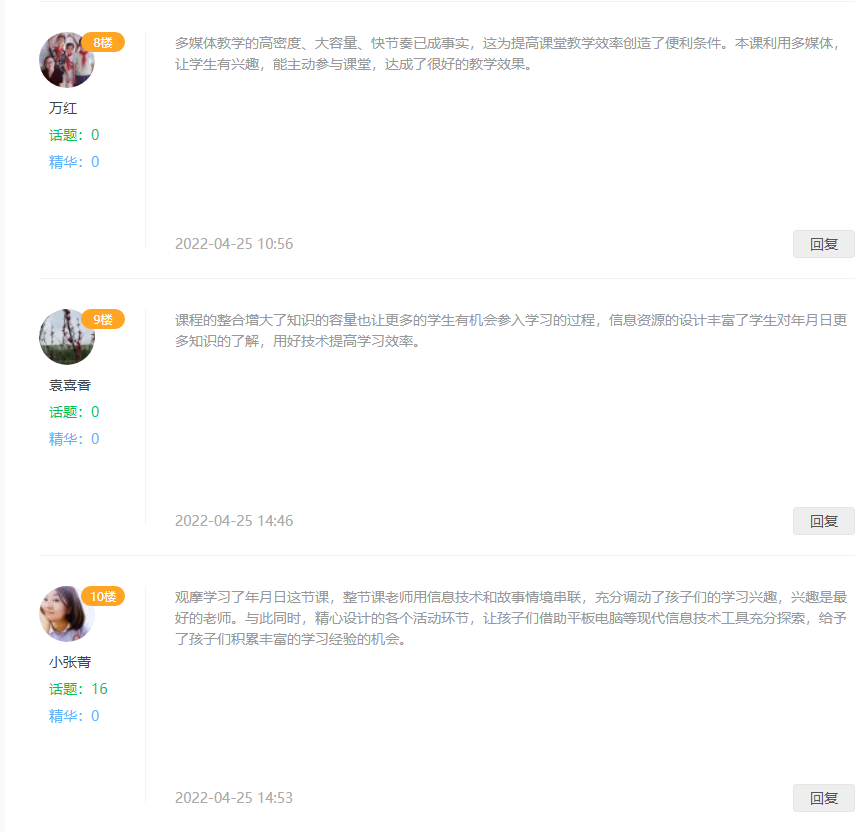 8楼
多媒体教学的高密度、大容量、快节奏已成事实，这为提高课堂教学效率创造了便利条件。本课利用多媒体，
让学生有兴趣，能主动参与课堂，达成了很好的教学效果。
万红
话题：0
精华：0
2022-04-25 10:56
回复
9楼
课程的整合增大了知识的容量也让更多的学生有机会参入学习的过程，信息资源的设计丰富了学生对年月日更
多知识的了解，用好技术提高学习效率。
袁喜香
话题：0
精华：0
2022-04-25 14:46
回复
10楼
观摩学习了年月日这节课，整节课老师用信息技术和故事情境串联，充分调动了孩子们的学习兴趣，兴趣是最
好的老师。与此同时，精心设计的各个活动环节，让孩子们借助平板电脑等现代信息技术工具充分探索，给予
了孩子们积累丰富的学习经验的机会。
小张菁
话题：16
精华：0
2022-04-25 14:53
回复